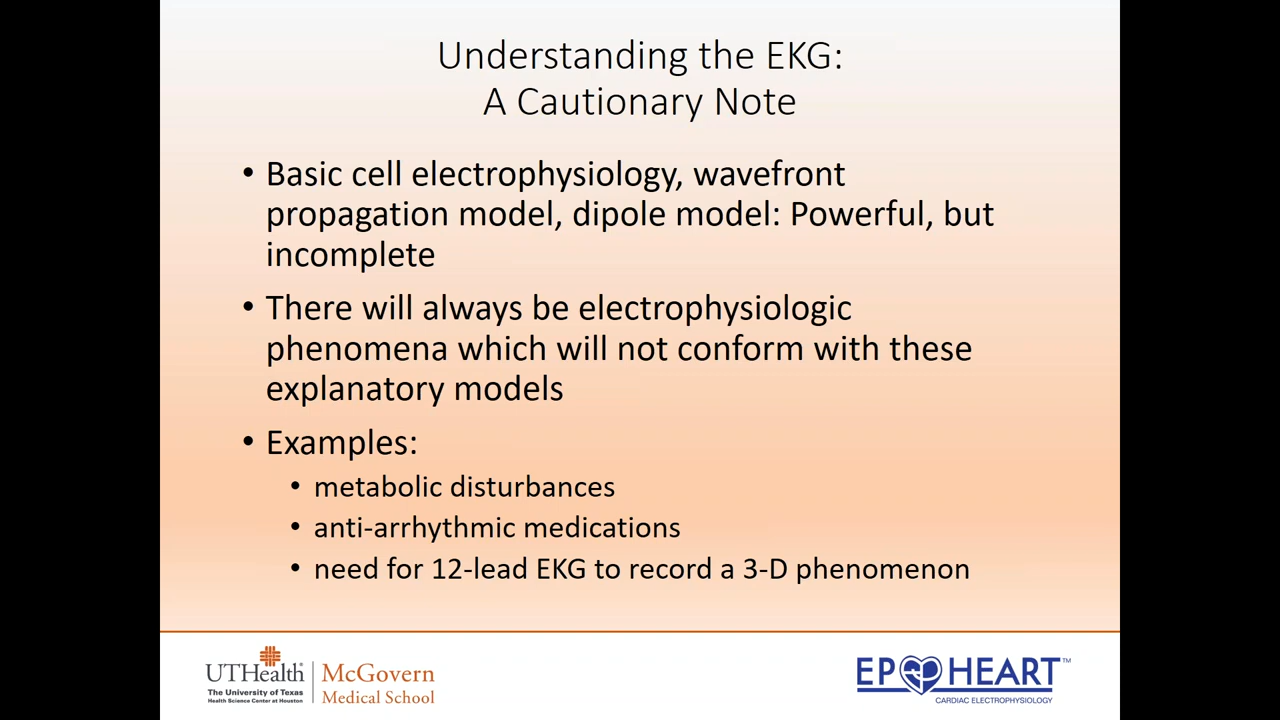 Understanding the EKG:
A Cautionary Note
• Basic cell electrophysiology, wavefront
propagation model, dipole model: Powerful, but
incomplete
• There will always be electrophysiologic
phenomena which will not conform with these
explanatory models
• Examples:
• metabolic disturbances
• anti-arrhythmic medications
• need for 12-lead EKG to record a 3-D phenomenon
UTHealth
The University of Texas
Health Science Center at Houston
McGovern
Medical School
EP HEART™
CARDIAC ELECTROPHYSIOLOGY